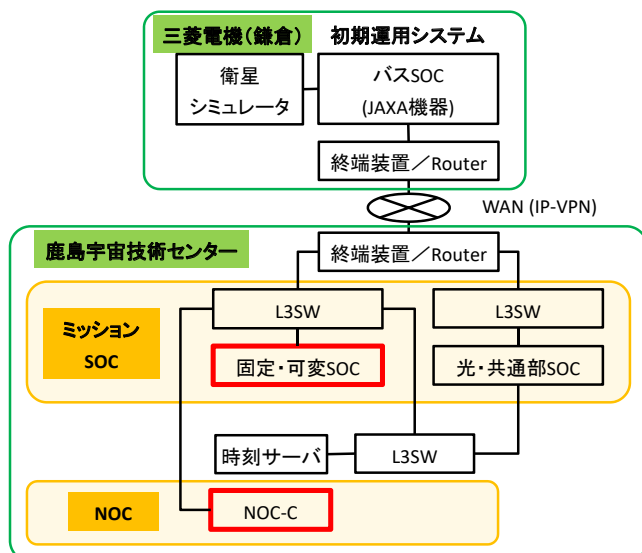 三菱電機(鎌倉)
初期運用システム
衛星
シミュレータ
バスSOC
(JAXA機器)
終端装置／Router
WAN (IP-VPN)
鹿島宇宙技術センター
終端装置／Router
L3SW
L3SW
ミッション
SOC
固定・可変SOC
光・共通部SOC
時刻サーバ
L3SW
NOC
NOC-C